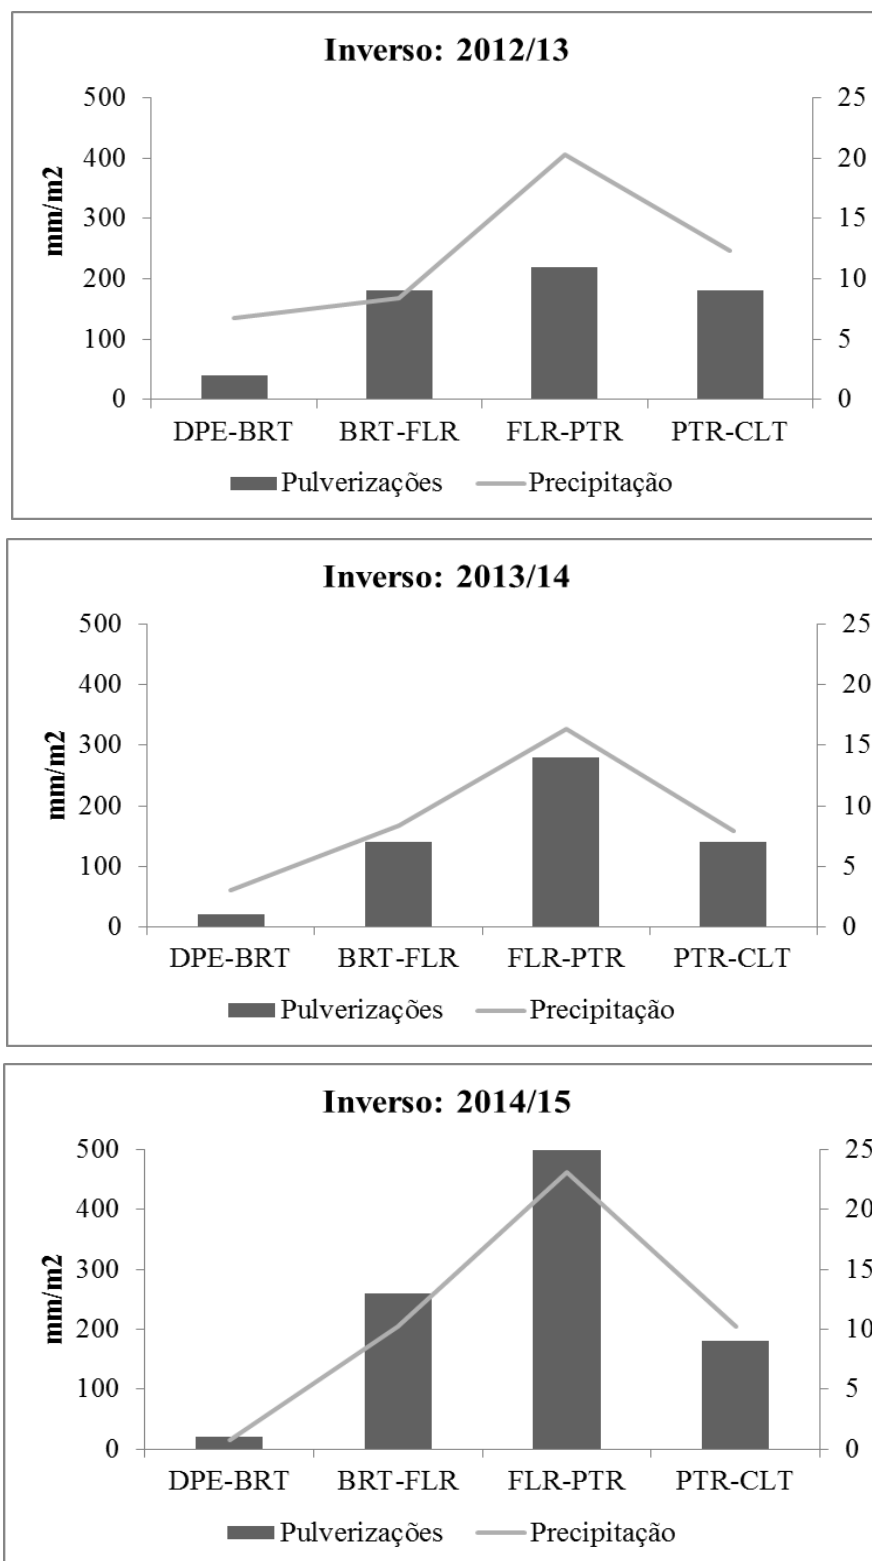 Inverso: 2012/13
mm/m2
500 25
400 20
300 15
200 10
100 5
0 0
DPE-BRT BRT-FLR FLR-PTR PTR-CLT
Pulverizações Precipitação
Inverso: 2013/14
mm/m2
500 25
400 20
300 15
200 10
100 5
0 0
DPE-BRT BRT-FLR FLR-PTR PTR-CLT
Pulverizações Precipitação
Inverso: 2014/15
mm/m2
500 25
400 20
300 15
200 10
100 5
0 0
DPE-BRT BRT-FLR FLR-PTR PTR-CLT
Pulverizações Precipitação